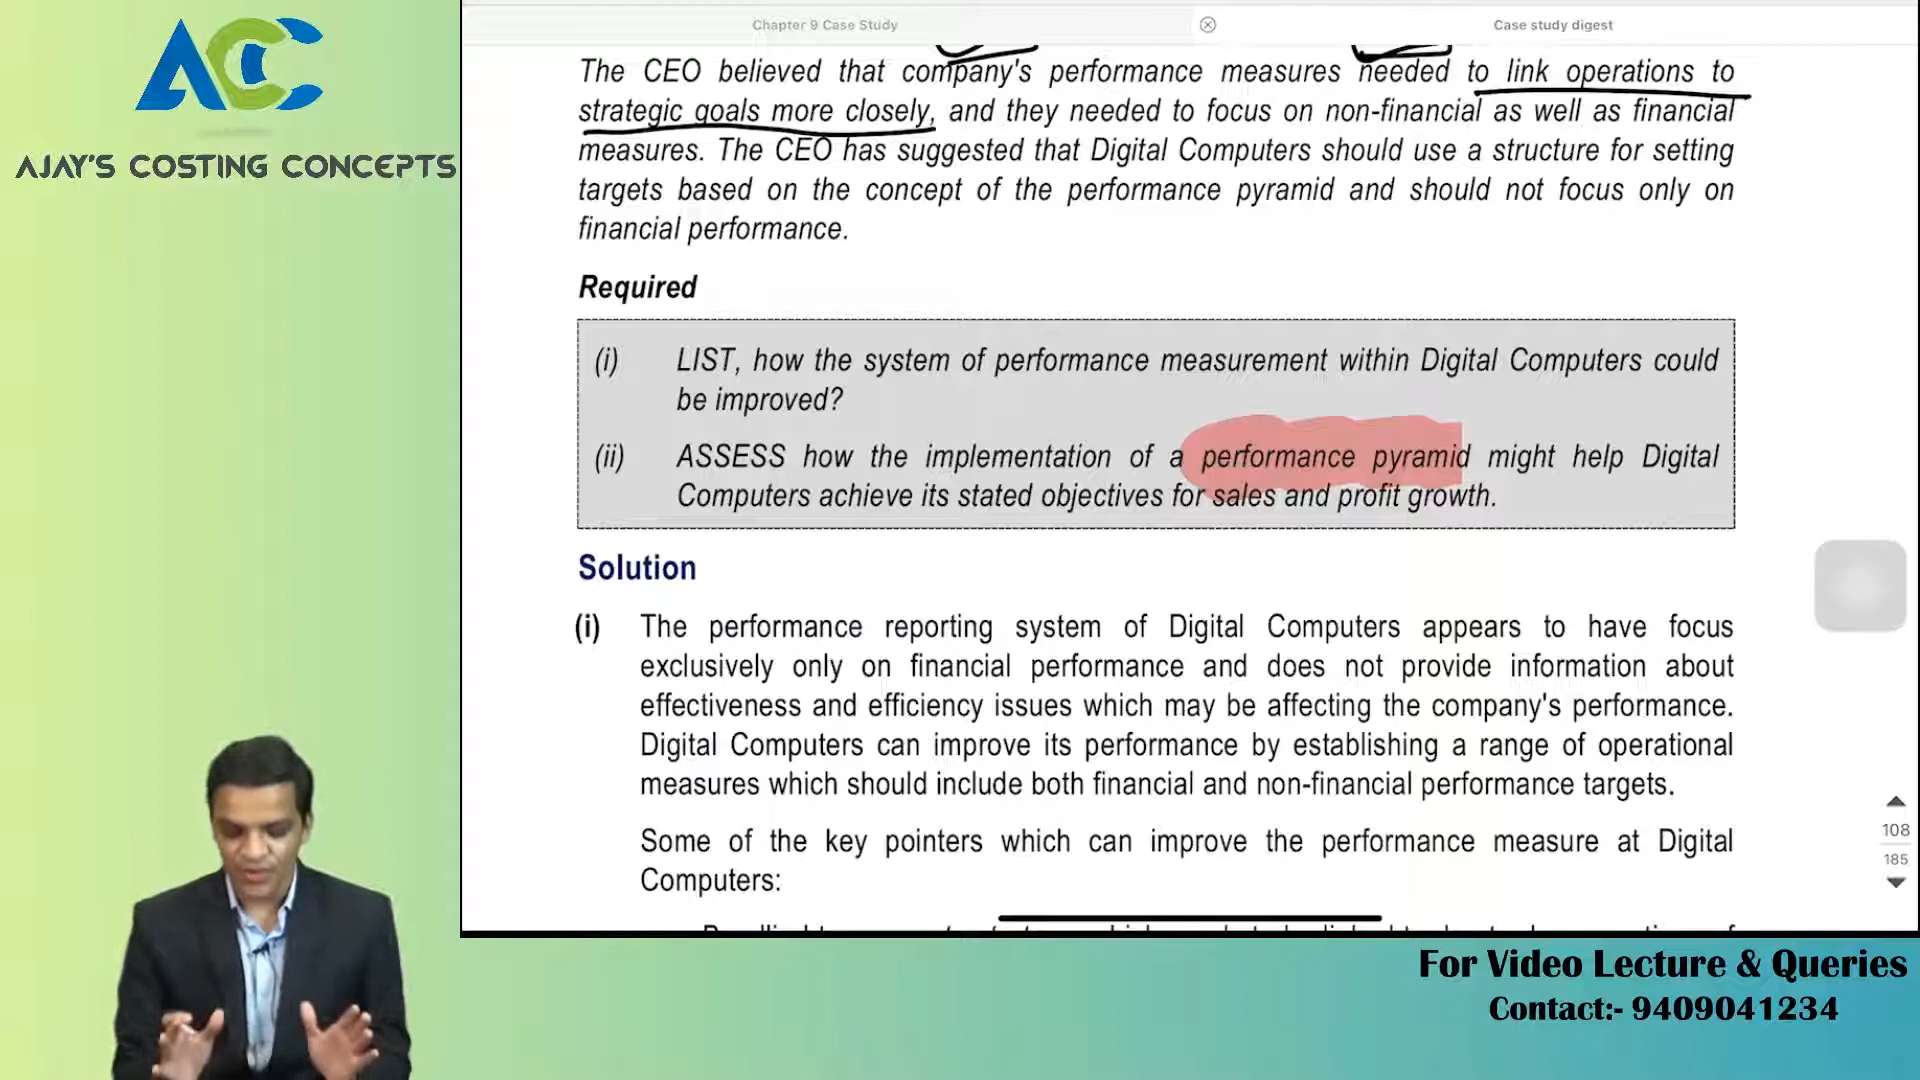 ACC
AJAY'S COSTING CONCEPTS
Chapter 9 Case Study
Case study digest
The CEO believed that company's performance measures needed to link operations to
strategic goals more closely, and they needed to focus on non-financial as well as financial
measures. The CEO has suggested that Digital Computers should use a structure for setting
targets based on the concept of the performance pyramid and should not focus only on
financial performance.
Required
(i) LIST, how the system of performance measurement within Digital Computers could
be improved?
(ii) ASSESS how the implementation of a performance pyramid might help Digital
Computers achieve its stated objectives for sales and profit growth.
Solution
(i) The performance reporting system of Digital Computers appears to have focus
exclusively only on financial performance and does not provide information about
effectiveness and efficiency issues which may be affecting the company's performance.
Digital Computers can improve its performance by establishing a range of operational
measures which should include both financial and non-financial performance targets.
Some of the key pointers which can improve the performance measure at Digital
Computers:
108
185
For Video Lecture & Queries
Contact:- 9409041234